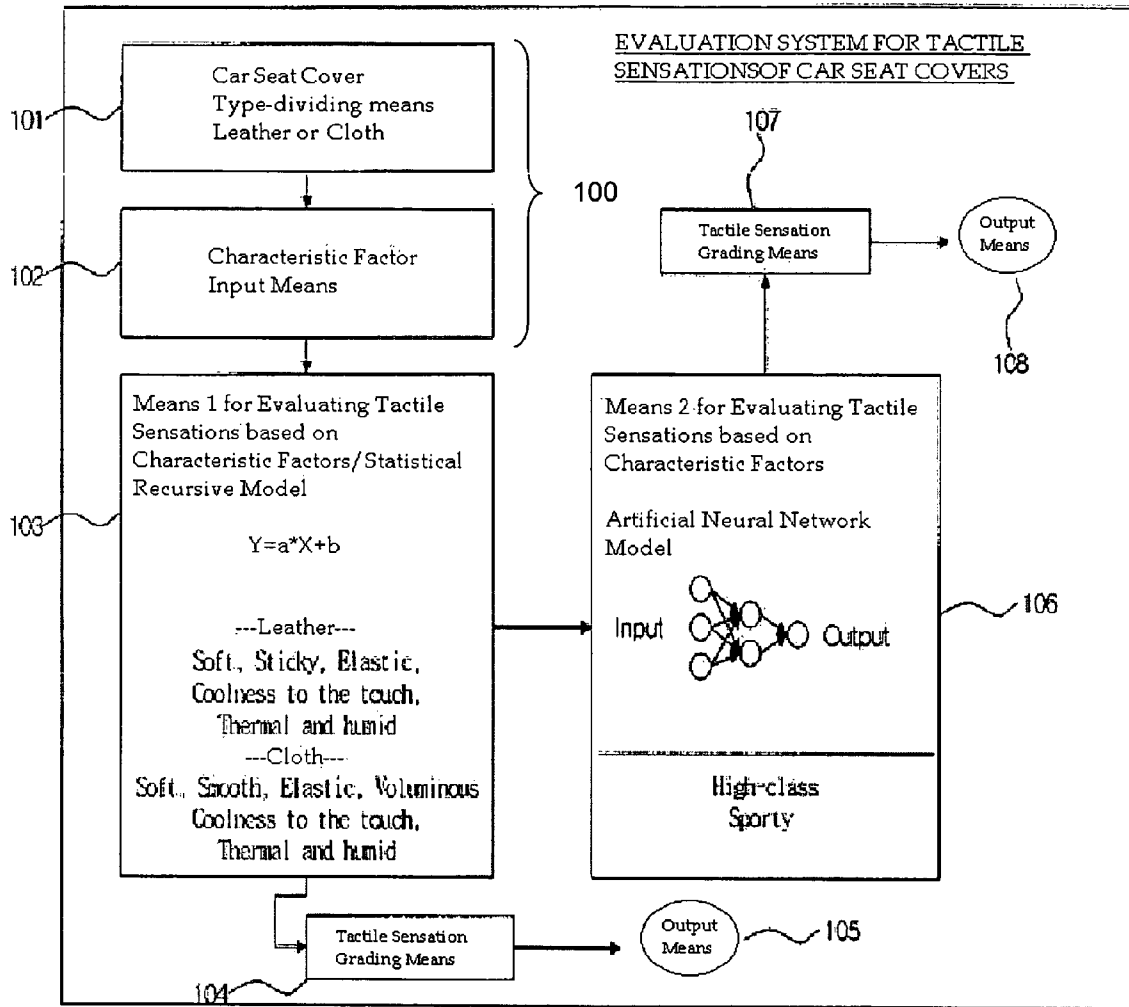 EVALUATION SYSTEM FOR TACTILE
SENSATIONSOF CAR SEAT COVERS
Car Seat Cover
Type-dividing means
Leather or Cloth
101
100
Characteristic Factor
Input Means
102
Means 1 for Evaluating Tactile
Sensations based on
Characteristic Factors/Statistical
Recursive Model
Y=a*X+b
---Leather---
Soft., Sticky, Elastic,
Coolness to the touch,
Thermal and humid
---Cloth---
Soft., Smooth, Elastic, Voluminous
Coolness to the touch,
Thermal and humid
103
Tactile Sensation
Grading Means
104
Output
Means
105
Means 2 for Evaluating Tactile
Sensations based on
Characteristic Factors
Artificial Neural Network
Model
Input
Output
High-class
Sporty
106
107
Tactile Sensation
Grading Means
Output
Means
108